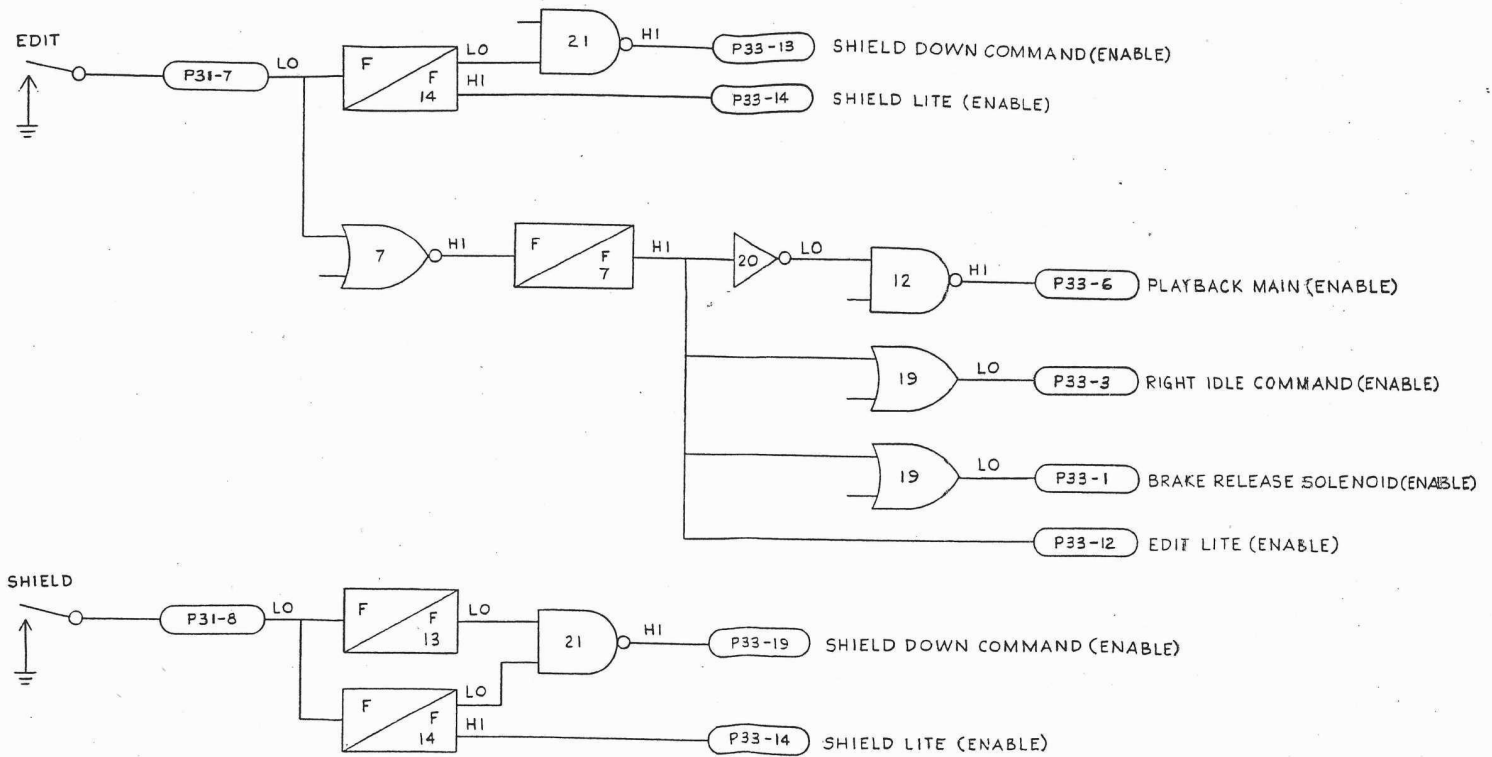 EDIT
P31-7
LO
F
F
14
LO
HI
21
HI
P33-13
SHIELD DOWN COMMAND (ENABLE)
P33-14
SHIELD LITE (ENABLE)
7
HI
F
F
7
HI
20
LO
12
HI
P33-6
PLAYBACK MAIN (ENABLE)
19
LO
P33-3
RIGHT IDLE COMMAND (ENABLE)
19
LO
P33-1
BRAKE RELEASE SOLENOID (ENABLE)
P33-12
EDIT LITE (ENABLE)
SHIELD
P31-8
LO
F
F
13
LO
21
HI
P33-19
SHIELD DOWN COMMAND (ENABLE)
F
F
14
LO
HI
P33-14
SHIELD LITE (ENABLE)